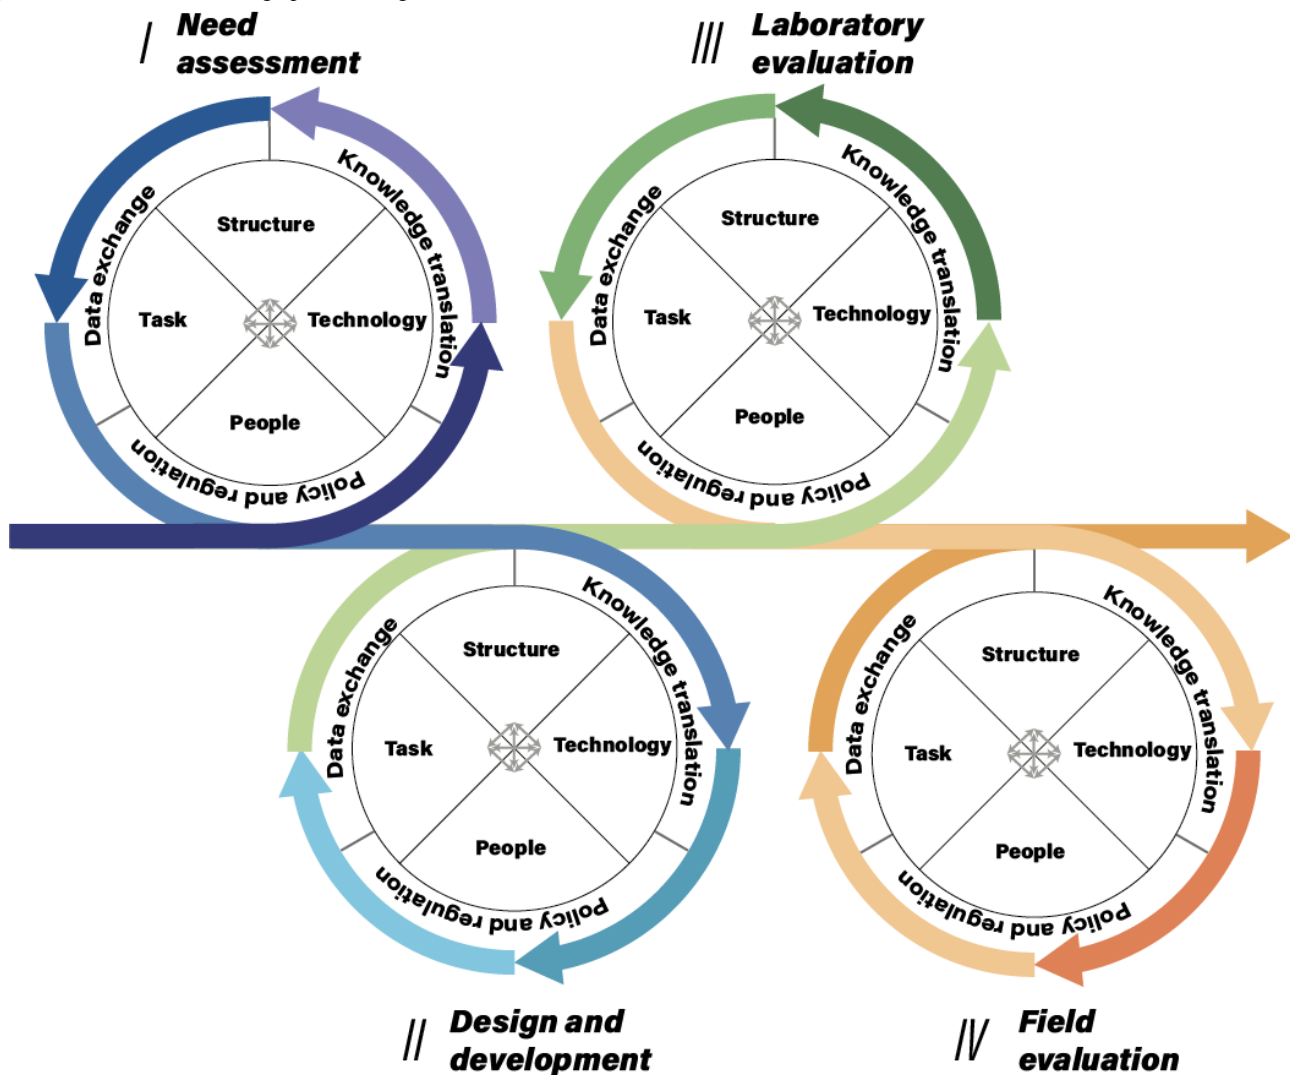 I Need
assessment
III Laboratory
evaluation
Data exchange
Knowledge translation
Policy and regulation
Structure
Task
Technology
People
Data exchange
Knowledge translation
Policy and regulation
Structure
Task
Technology
People
Data exchange
Knowledge translation
Policy and regulation
Structure
Task
Technology
People
Data exchange
Knowledge translation
Policy and regulation
Structure
Task
Technology
People
II Design and
development
IV Field
evaluation